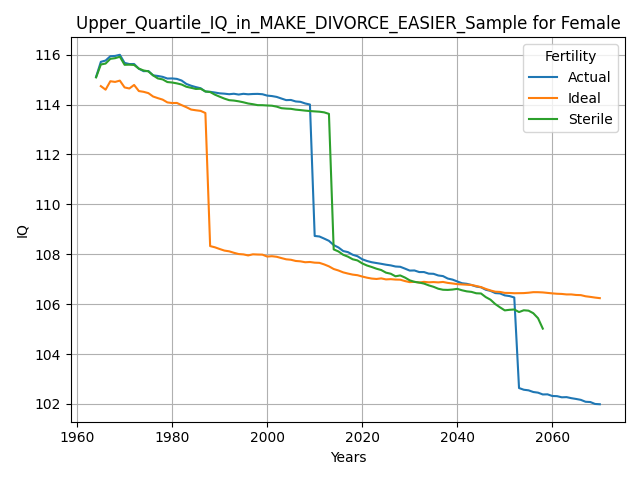 Upper_Quartile_IQ_in_MAKE_DIVORCE_EASIER_Sample for Female
Fertility
Actual
Ideal
Sterile
IQ
116
114
112
110
108
106
104
102
1960
1980
2000
2020
2040
2060
Years